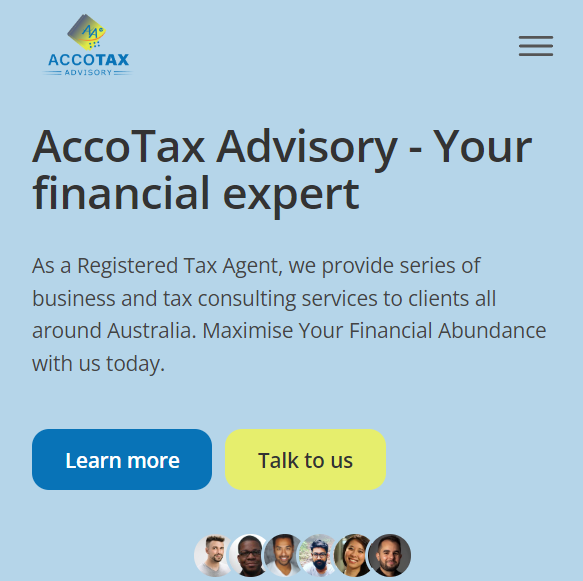 ACCOTAX
ADVISORY
AccoTax Advisory - Your
financial expert
As a Registered Tax Agent, we provide series of
business and tax consulting services to clients all
around Australia. Maximise Your Financial Abundance
with us today.
Learn more
Talk to us